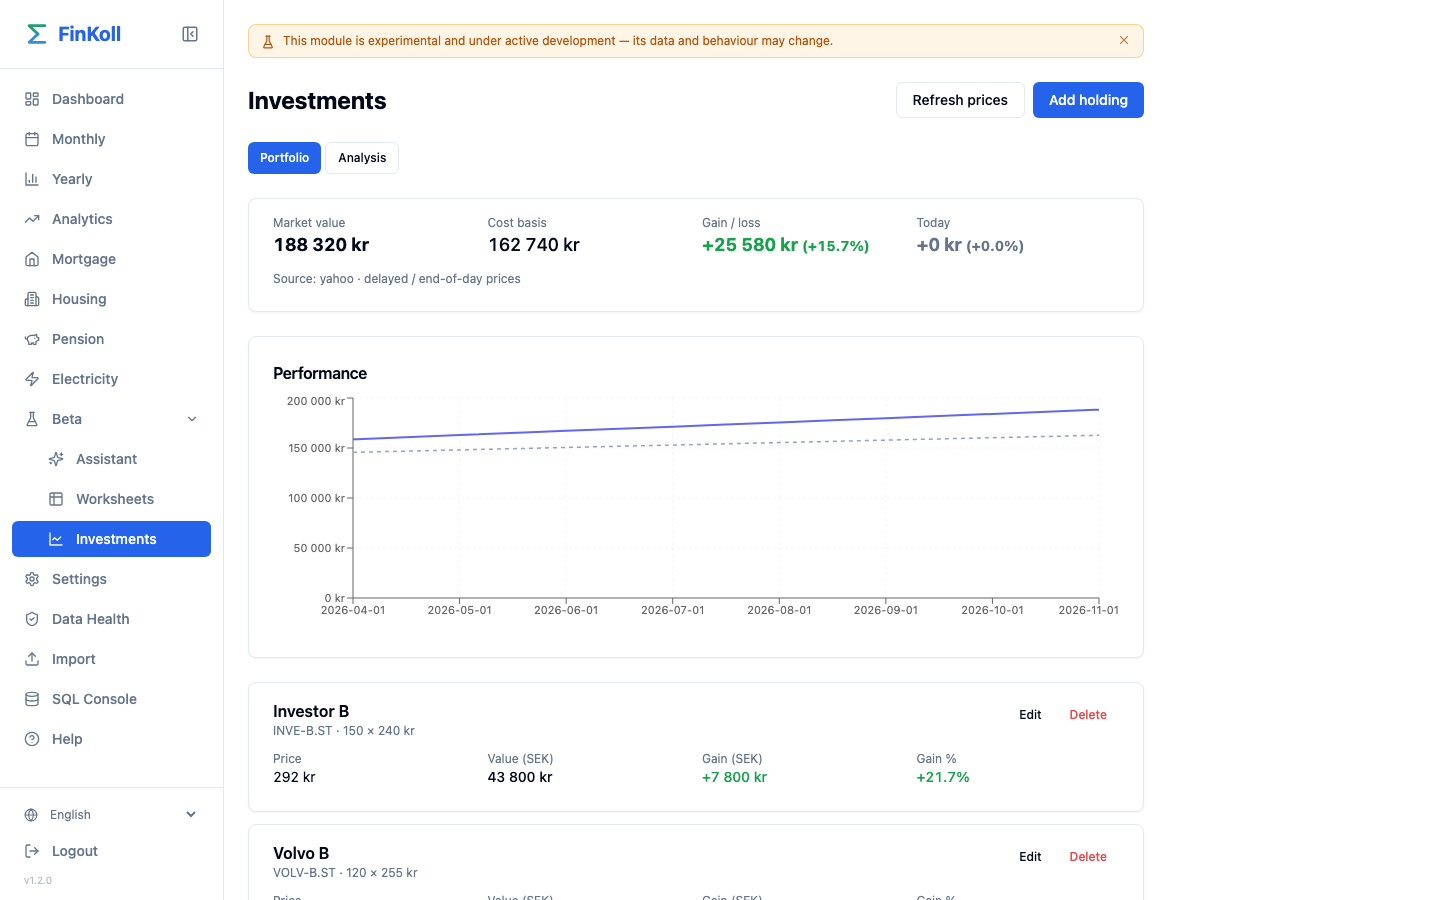 FinKoll
Dashboard
Monthly
Yearly
Analytics
Mortgage
Housing
Pension
Electricity
Beta
Assistant
Worksheets
Investments
Settings
Data Health
Import
SQL Console
Help
English
Logout
v1.2.0
This module is experimental and under active development — its data and behaviour may change.
Investments
Refresh prices
Add holding
Portfolio
Analysis
Market value
188 320 kr
Cost basis
162 740 kr
Gain / loss
+25 580 kr (+15.7%)
Today
+0 kr (+0.0%)
Source: yahoo · delayed / end-of-day prices
Performance
200 000 kr
150 000 kr
100 000 kr
50 000 kr
0 kr
2026-04-01
2026-05-01
2026-06-01
2026-07-01
2026-08-01
2026-09-01
2026-10-01
2026-11-01
Investor B
INVE-B.ST · 150 × 240 kr
Edit
Delete
Price
292 kr
Value (SEK)
43 800 kr
Gain (SEK)
+7 800 kr
Gain %
+21.7%
Volvo B
VOLV-B.ST · 120 × 255 kr
Edit
Delete
Price
Value (SEK)
Gain (SEK)
Gain %